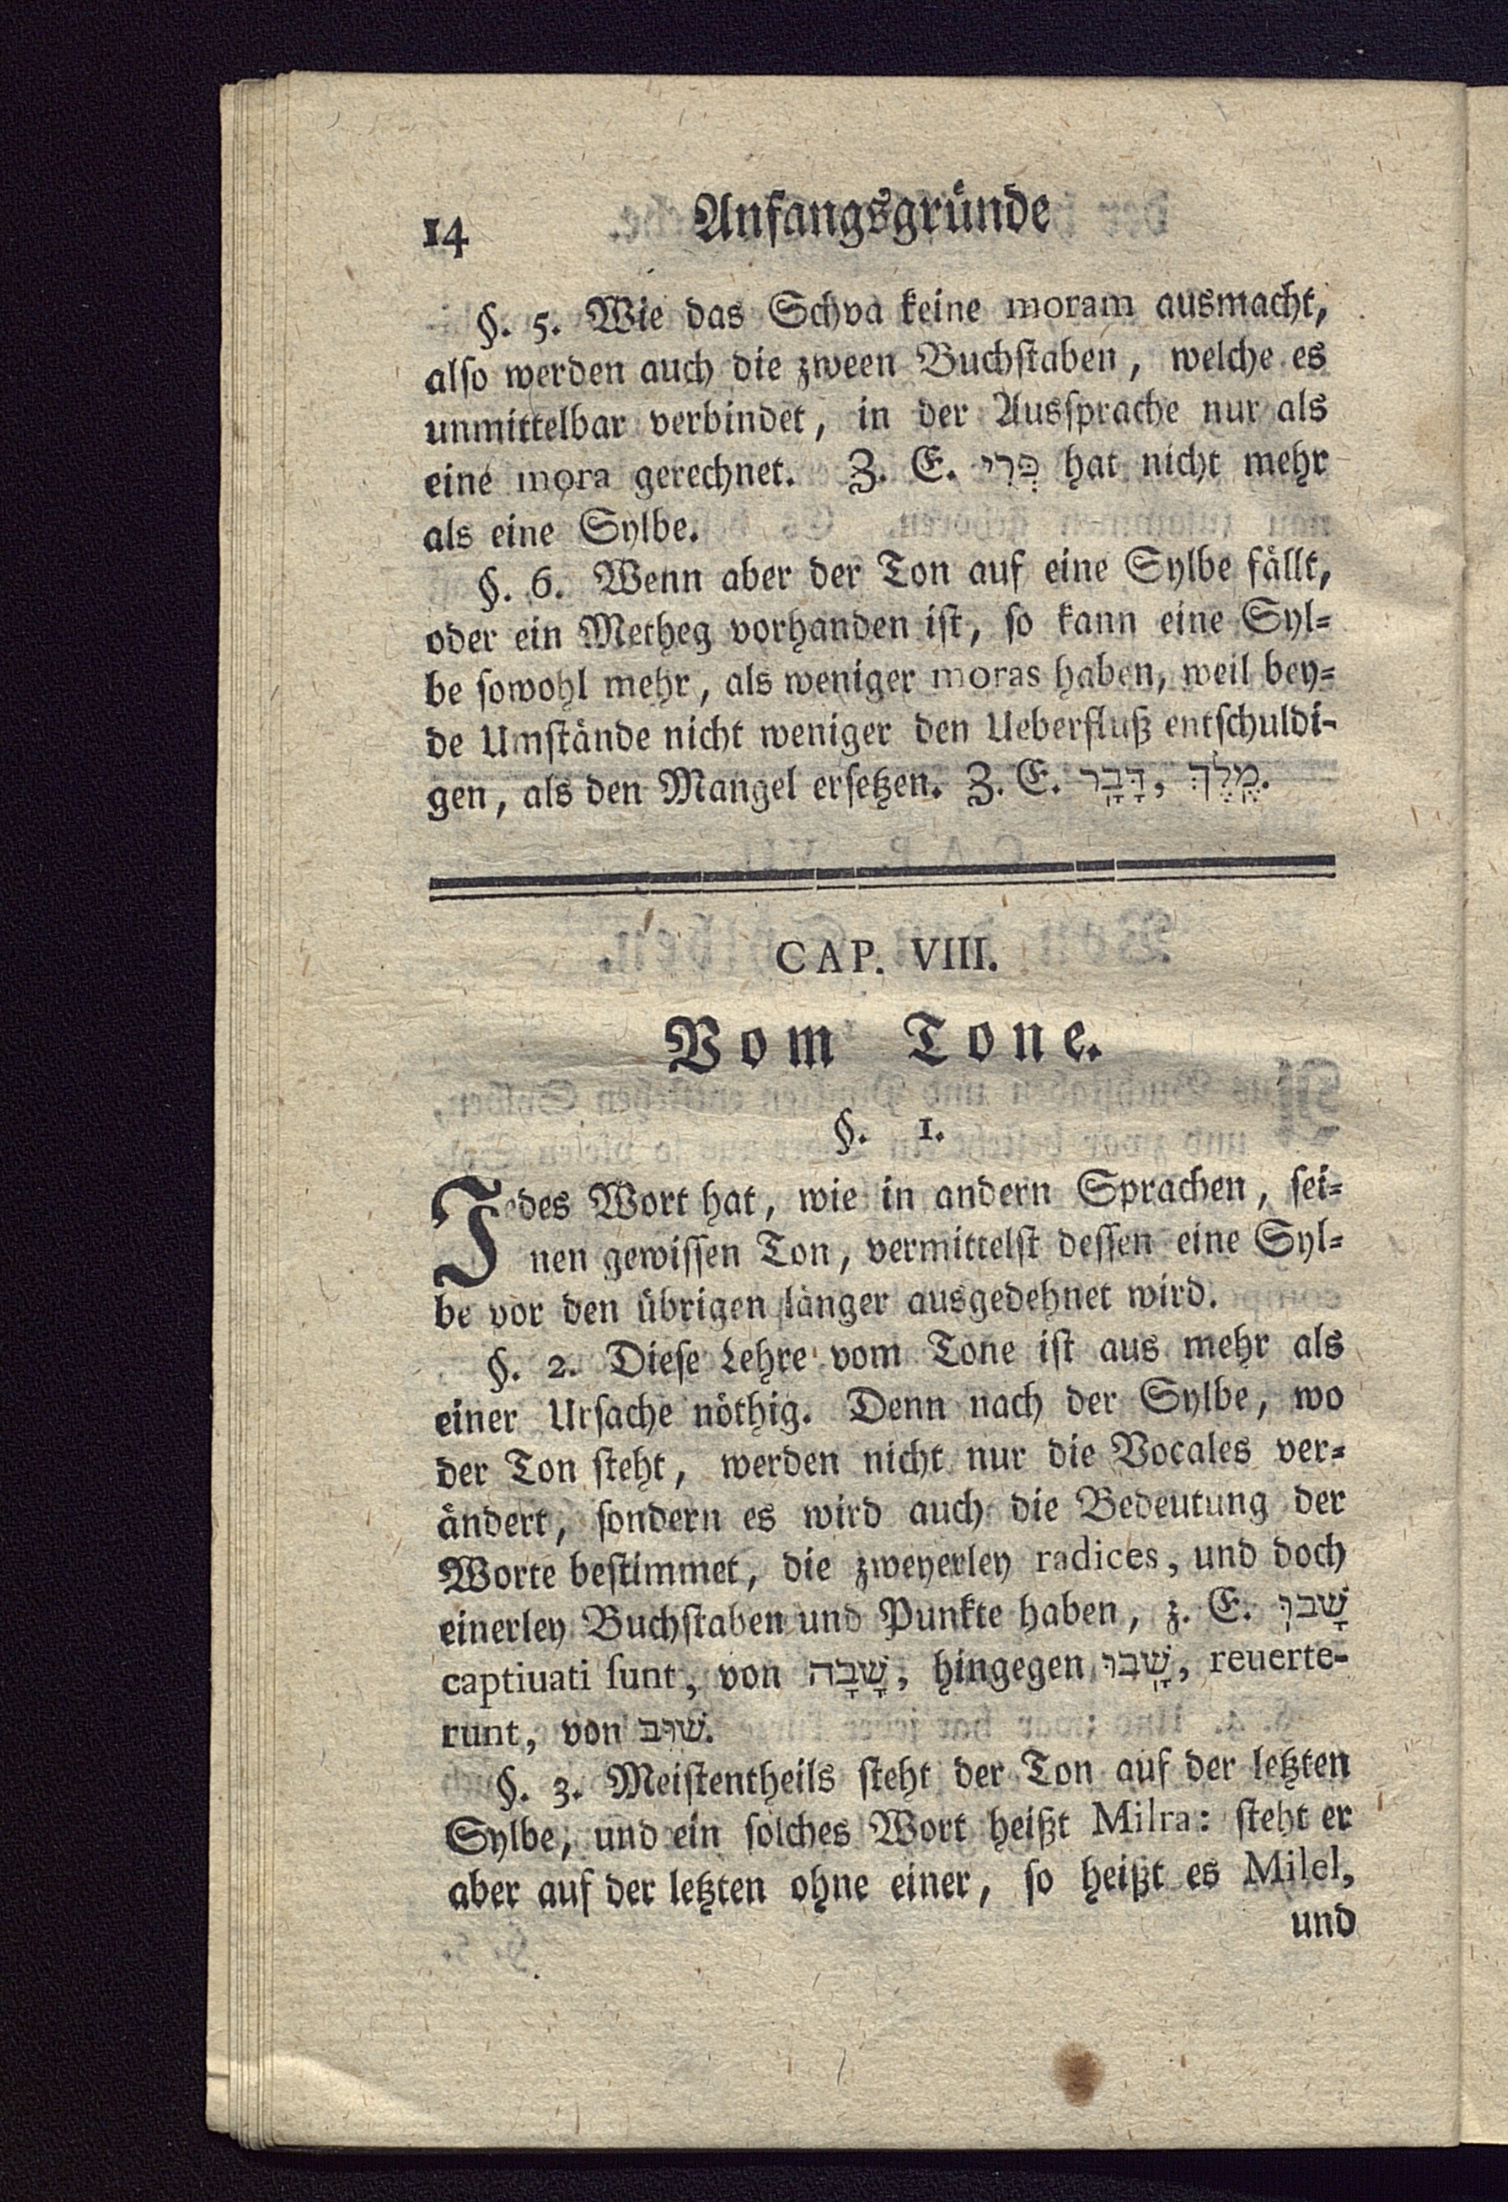 14 Anfangsgründe
§. 5. Wie das Schva keine moram ausmacht,
also werden auch die zween Buchstaben, welche es
unmittelbar verbindet, in der Aussprache nur als
eine mora gerechnet. Z. E. פְּרִי hat nicht mehr
als eine Sylbe.
§. 6. Wenn aber der Ton auf eine Sylbe fällt,
oder ein Metheg vorhanden ist, so kann eine Syl=
be sowohl mehr, als weniger moras haben, weil bey=
de Umstände nicht weniger den Ueberfluß entschuldi-
gen, als den Mangel ersetzen. Z. E. דָּבָֽר, מֶֽלֶךְ.
CAP. VIII.
Vom Tone.
§. 1.
Jedes Wort hat, wie in andern Sprachen, sei=
nen gewissen Ton, vermittelst dessen eine Syl=
be vor den übrigen länger ausgedehnet wird.
§. 2. Diese Lehre vom Tone ist aus mehr als
einer Ursache nöthig. Denn nach der Sylbe, wo
der Ton steht, werden nicht nur die Vocales ver=
ändert, sondern es wird auch die Bedeutung der
Worte bestimmet, die zweyerley radices, und doch
einerley Buchstaben und Punkte haben, z. E. שָׁבוּ
captiuati sunt, von שָׁבָה, hingegen שָֽׁבוּ, reuerte-
runt, von שׁוּב.
§. 3. Meistentheils steht der Ton auf der letzten
Sylbe, und ein solches Wort heißt Milra: steht er
aber auf der letzten ohne einer, so heißt es Milel,
und